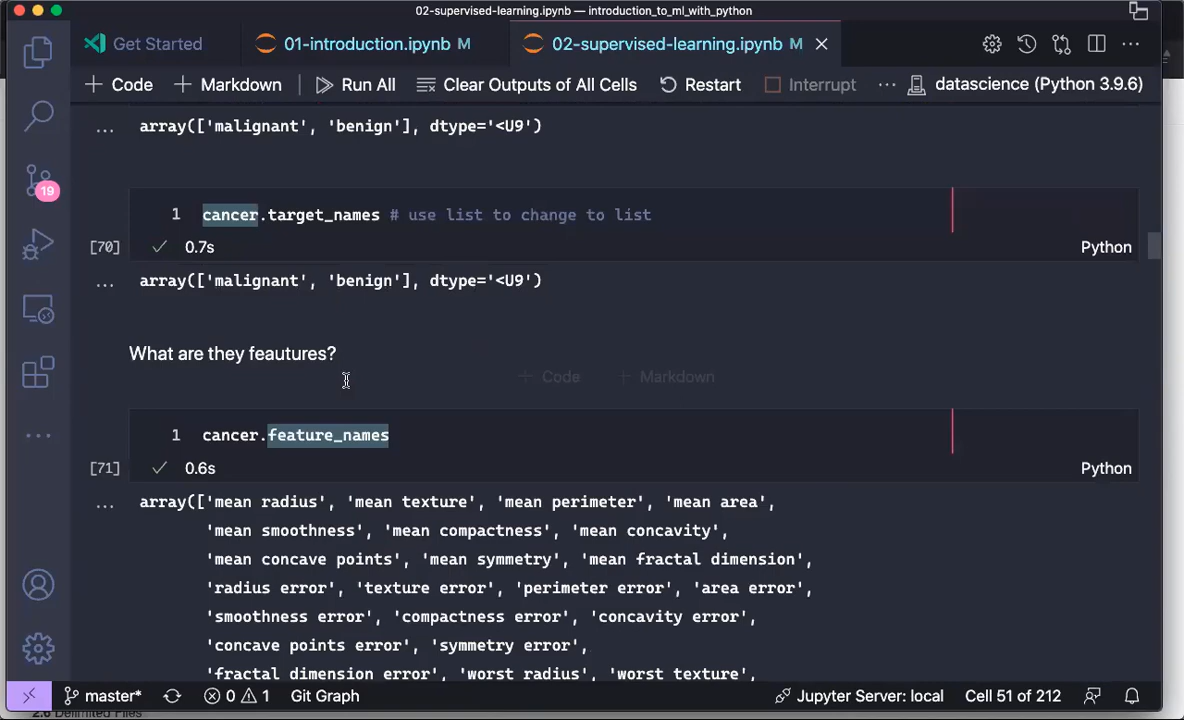 02-supervised-learning.ipynb — introduction_to_ml_with_python
Get Started 01-introduction.ipynb M 02-supervised-learning.ipynb M
Code Markdown Run All Clear Outputs of All Cells Restart Interrupt ... datascience (Python 3.9.6)
... array(['malignant', 'benign'], dtype='<U9')
1 cancer.target_names # use list to change to list
[70] 0.7s Python
... array(['malignant', 'benign'], dtype='<U9')
What are they feautures?
Code Markdown
1 cancer.feature_names
[71] 0.6s Python
... array(['mean radius', 'mean texture', 'mean perimeter', 'mean area',
'mean smoothness', 'mean compactness', 'mean concavity',
'mean concave points', 'mean symmetry', 'mean fractal dimension',
'radius error', 'texture error', 'perimeter error', 'area error',
'smoothness error', 'compactness error', 'concavity error',
'concave points error', 'symmetry error',
'fractal dimension error', 'worst radius', 'worst texture',
19
master* 0 1 Git Graph Jupyter Server: local Cell 51 of 212
2.6 Delimited Files